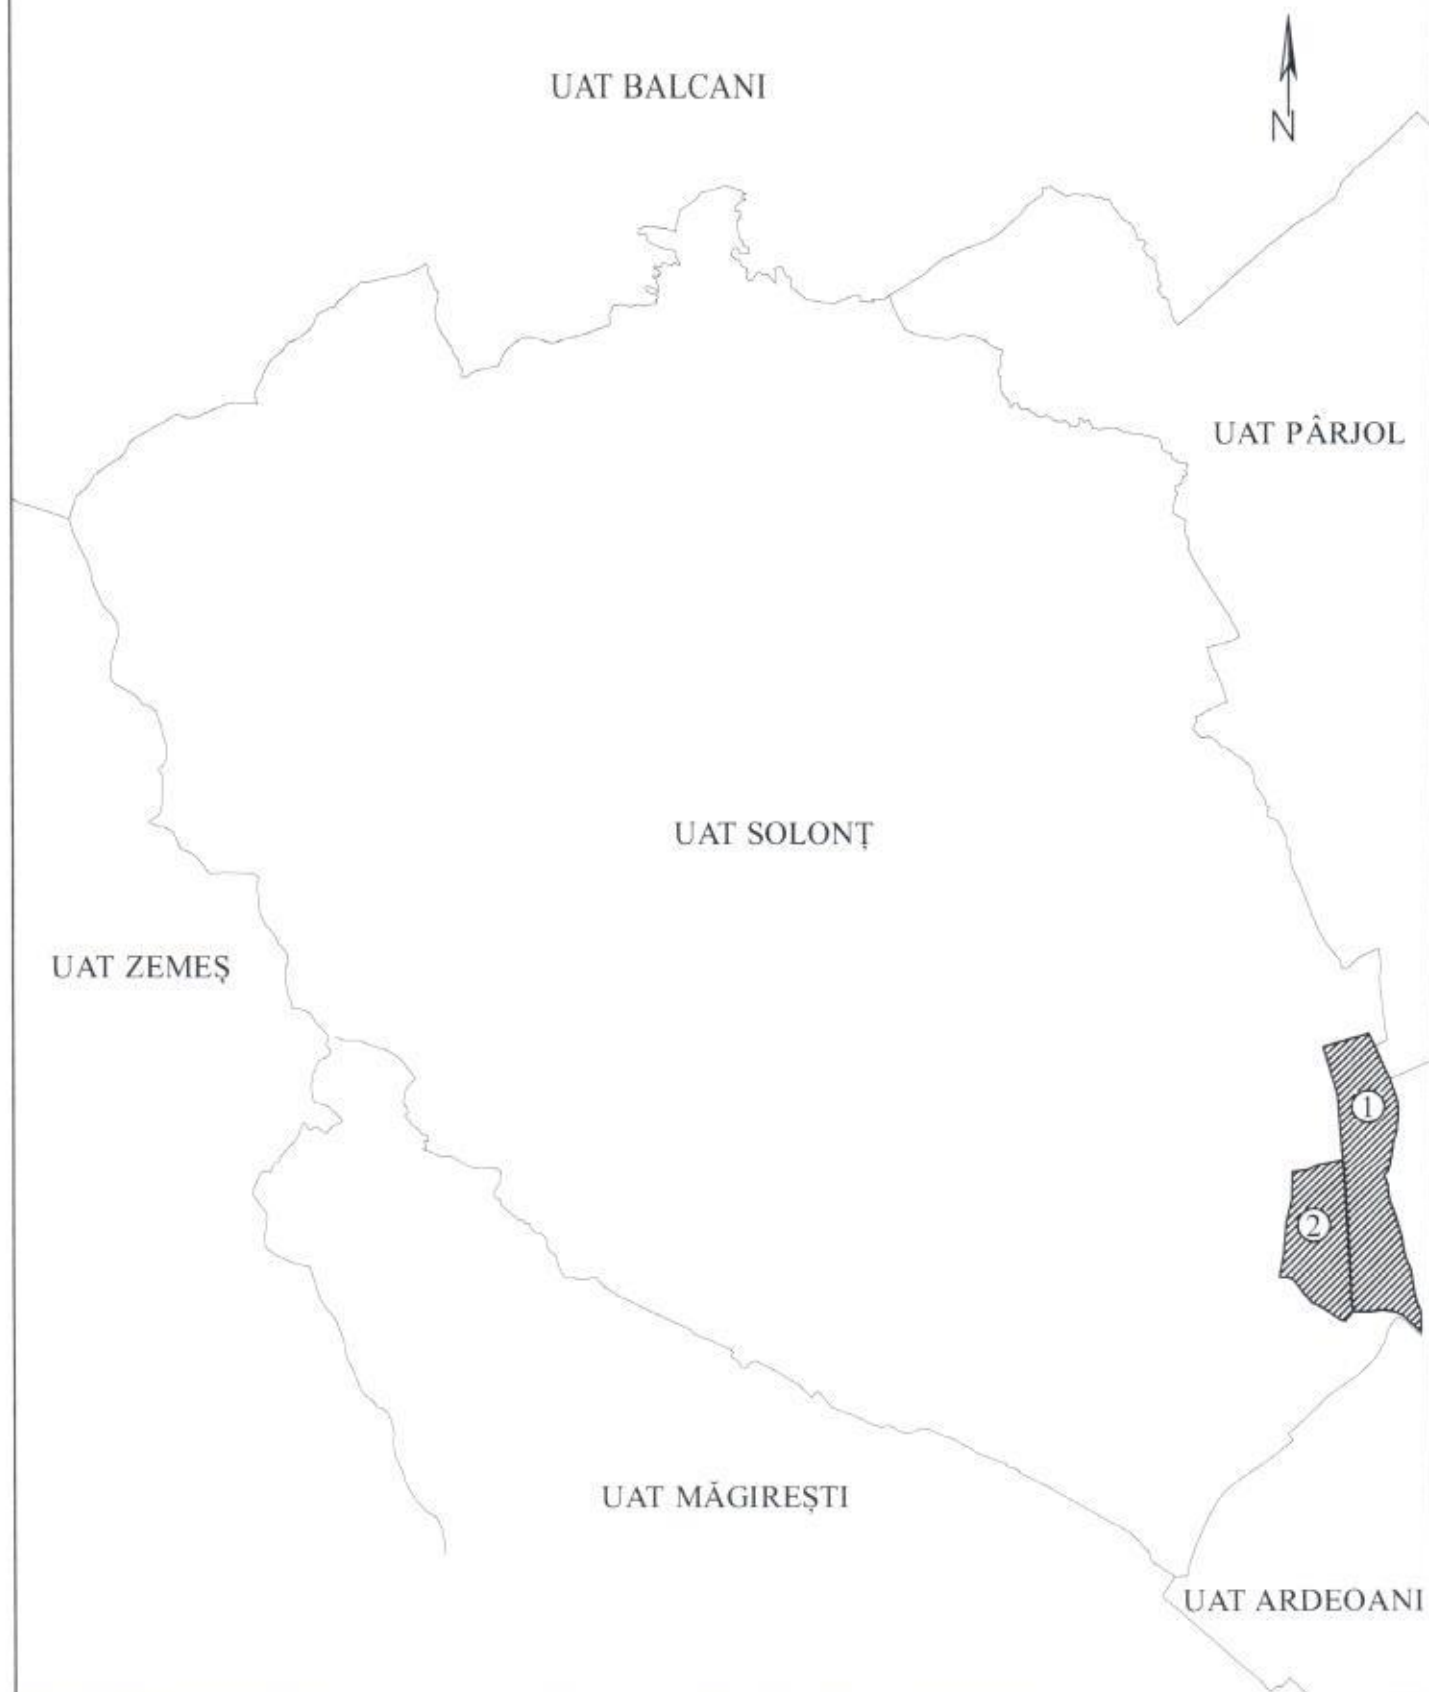 UAT BALCANI
N
UAT PÂRJOL
UAT SOLONȚ
UAT ZEMEȘ
1
2
UAT MĂGIREȘTI
UAT ARDEOANI